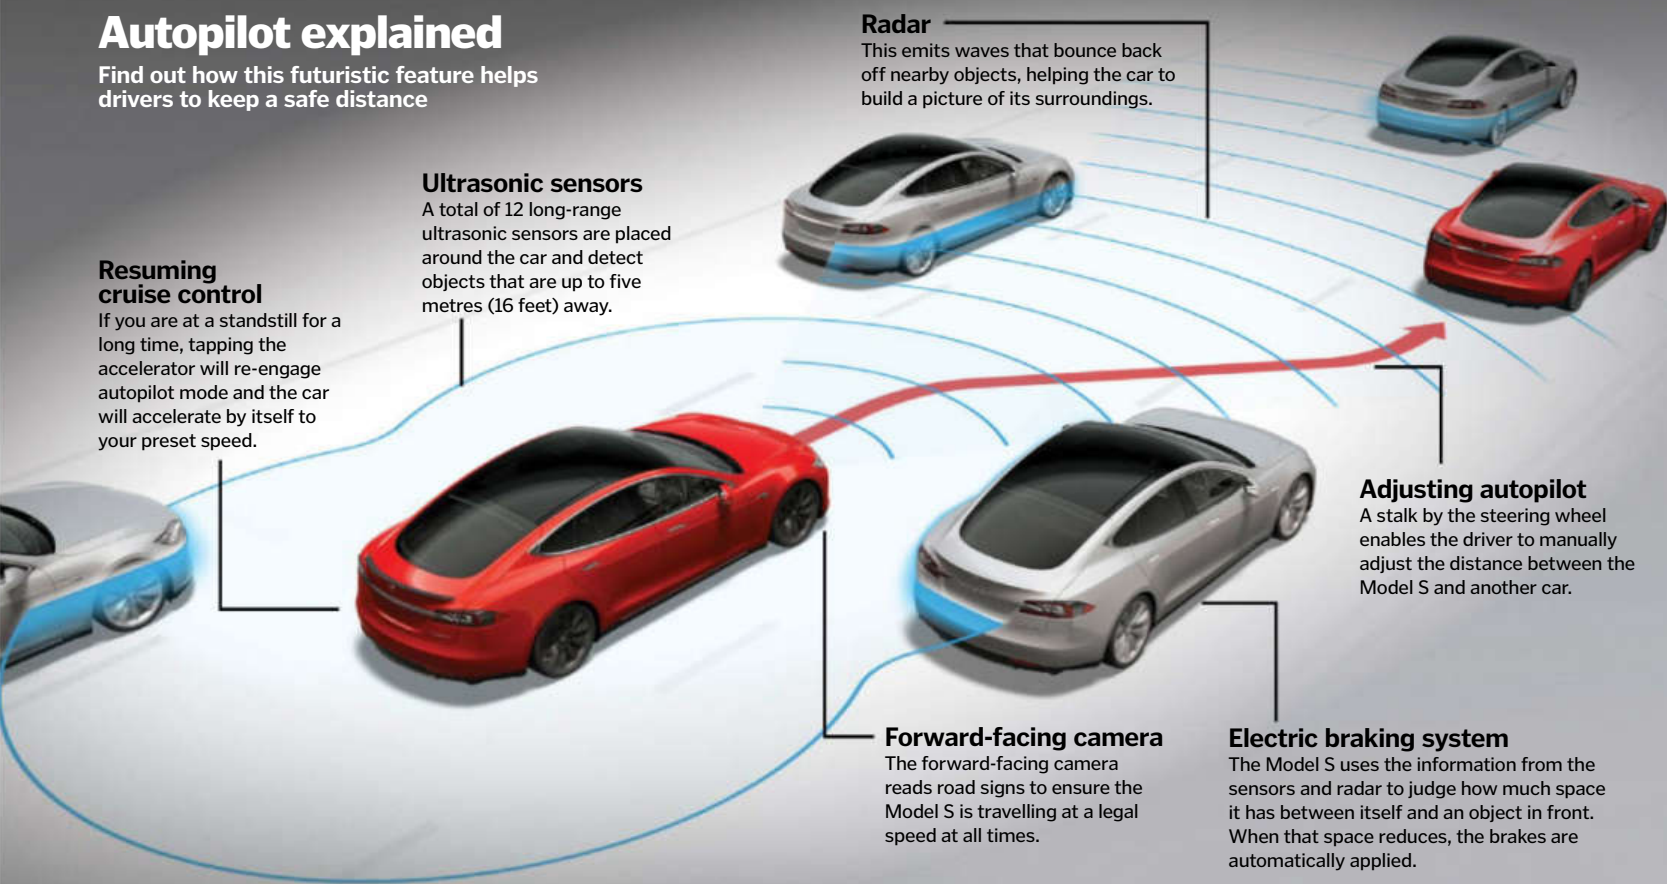 Autopilot explained
Find out how this futuristic feature helps
drivers to keep a safe distance
Radar
This emits waves that bounce back
off nearby objects, helping the car to
build a picture of its surroundings.
Ultrasonic sensors
A total of 12 long-range
ultrasonic sensors are placed
around the car and detect
objects that are up to five
metres (16 feet) away.
Resuming
cruise control
If you are at a standstill for a
long time, tapping the
accelerator will re-engage
autopilot mode and the car
will accelerate by itself to
your preset speed.
Adjusting autopilot
A stalk by the steering wheel
enables the driver to manually
adjust the distance between the
Model S and another car.
Forward-facing camera
The forward-facing camera
reads road signs to ensure the
Model S is travelling at a legal
speed at all times.
Electric braking system
The Model S uses the information from the
sensors and radar to judge how much space
it has between itself and an object in front.
When that space reduces, the brakes are
automatically applied.